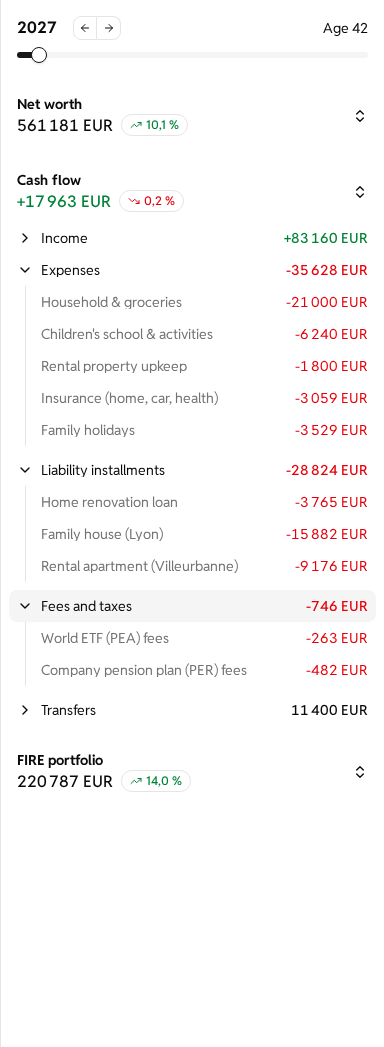 2027 Age 42
Net worth
561 181 EUR 10,1 %
Cash flow
+17 963 EUR 0,2 %
Income +83 160 EUR
Expenses -35 628 EUR
Household & groceries -21 000 EUR
Children's school & activities -6 240 EUR
Rental property upkeep -1 800 EUR
Insurance (home, car, health) -3 059 EUR
Family holidays -3 529 EUR
Liability installments -28 824 EUR
Home renovation loan -3 765 EUR
Family house (Lyon) -15 882 EUR
Rental apartment (Villeurbanne) -9 176 EUR
Fees and taxes -746 EUR
World ETF (PEA) fees -263 EUR
Company pension plan (PER) fees -482 EUR
Transfers 11 400 EUR
FIRE portfolio
220 787 EUR 14,0 %